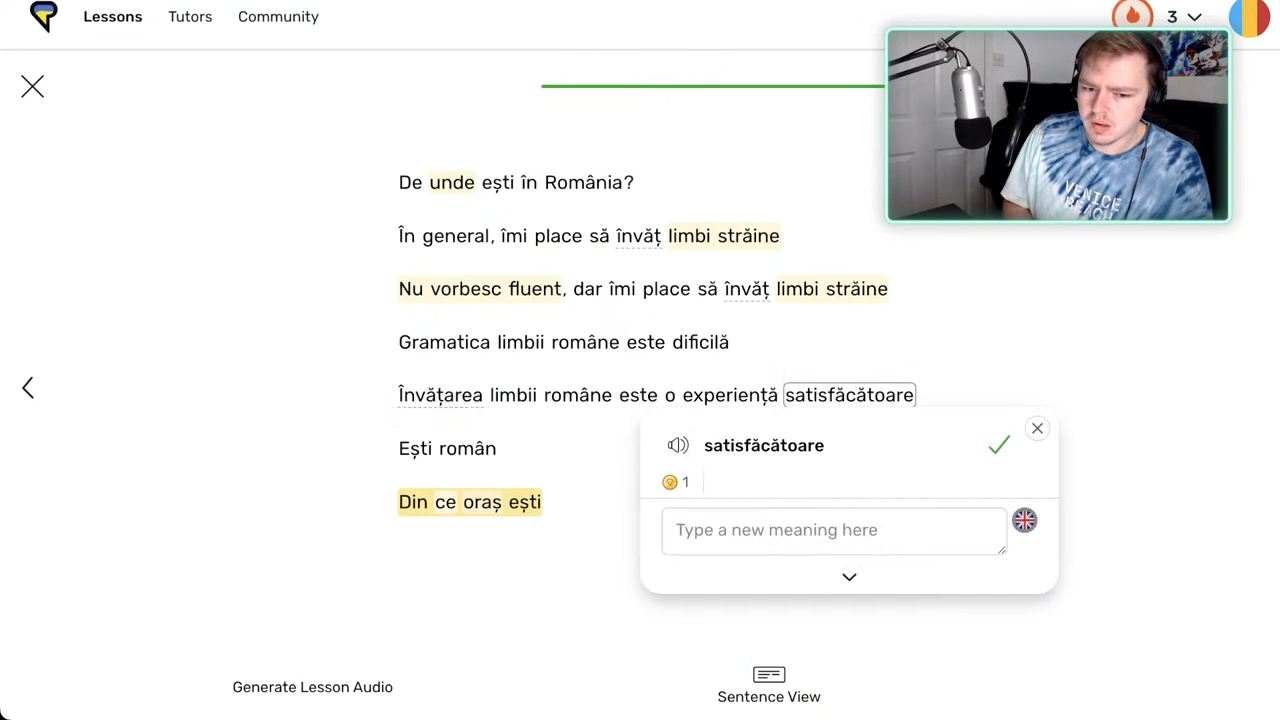 Lessons Tutors Community 3
De unde ești în România?
În general, îmi place să învăț limbi străine
Nu vorbesc fluent, dar îmi place să învăț limbi străine
Gramatica limbii române este dificilă
Învățarea limbii române este o experiență satisfăcătoare
satisfăcătoare
1
Ești român
Din ce oraș ești
Type a new meaning here
VENICE
BEACH
Generate Lesson Audio
Sentence View